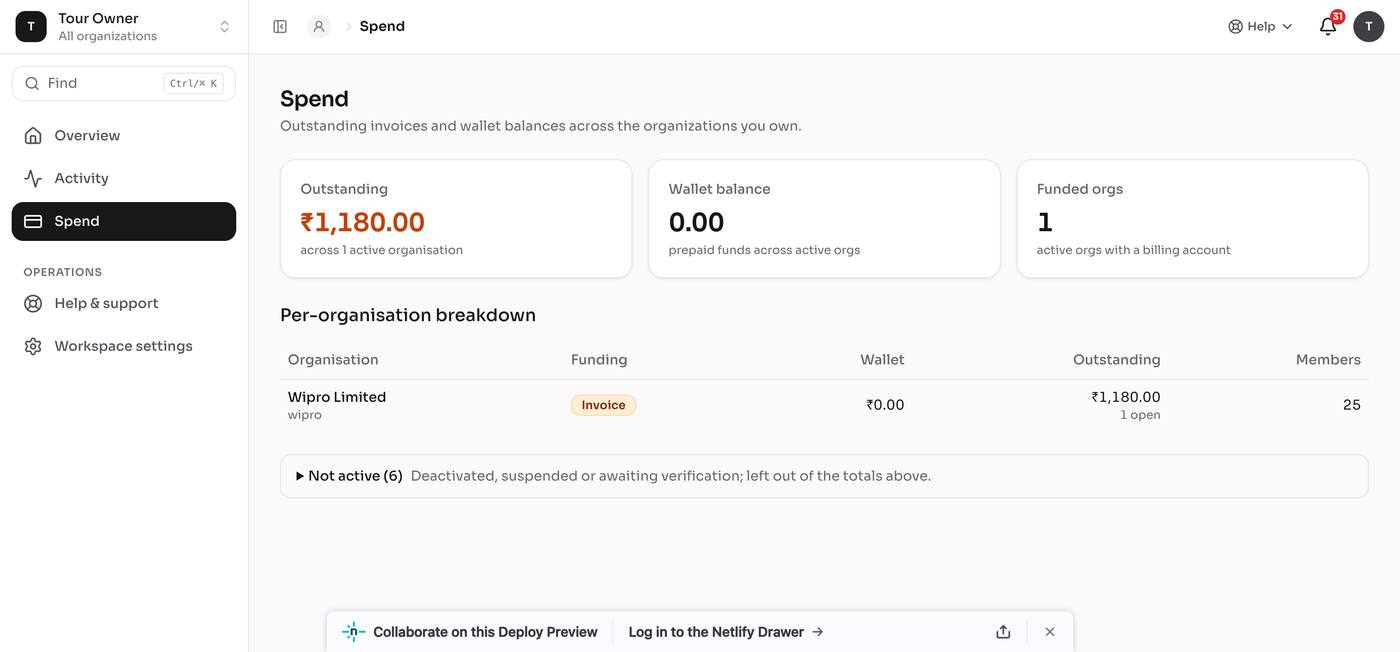 T
Tour Owner
All organizations
Find
Ctrl/⌘ K
Overview
Activity
Spend
OPERATIONS
Help & support
Workspace settings
Spend
Help
31
T
Spend
Outstanding invoices and wallet balances across the organizations you own.
Outstanding
₹1,180.00
across 1 active organisation
Wallet balance
0.00
prepaid funds across active orgs
Funded orgs
1
active orgs with a billing account
Per-organisation breakdown
Organisation Funding Wallet Outstanding Members
Wipro Limited Invoice ₹0.00 ₹1,180.00 25
wipro 1 open
Not active (6) Deactivated, suspended or awaiting verification; left out of the totals above.
Collaborate on this Deploy Preview Log in to the Netlify Drawer →